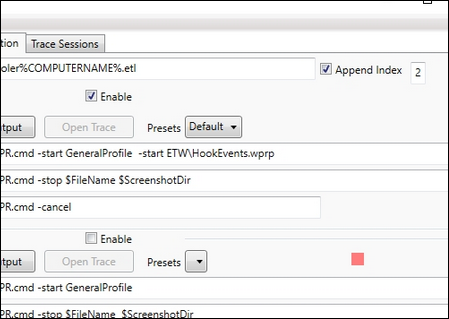 tion Trace Sessions
oler%COMPUTERNAME%.etl Append Index 2
Enable
utput Open Trace Presets Default
PR.cmd -start GeneralProfile -start ETW\HookEvents.wprp
PR.cmd -stop $FileName $ScreenshotDir
PR.cmd -cancel
Enable
utput Open Trace Presets
PR.cmd -start GeneralProfile
PR.cmd -stop $FileName $ScreenshotDir